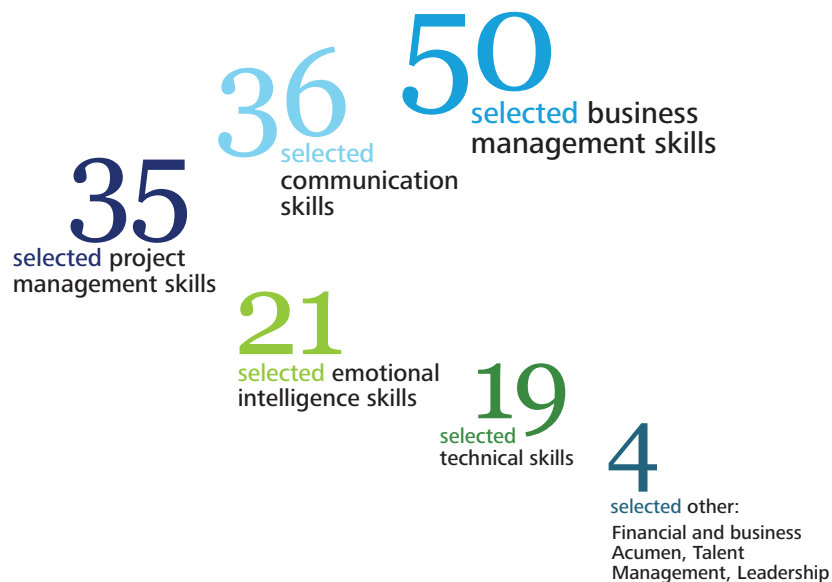 50
selected business
management skills
36
selected
communication
skills
35
selected project
management skills
21
selected emotional
intelligence skills
19
selected
technical skills
4
selected other:
Financial and business
Acumen, Talent
Management, Leadership